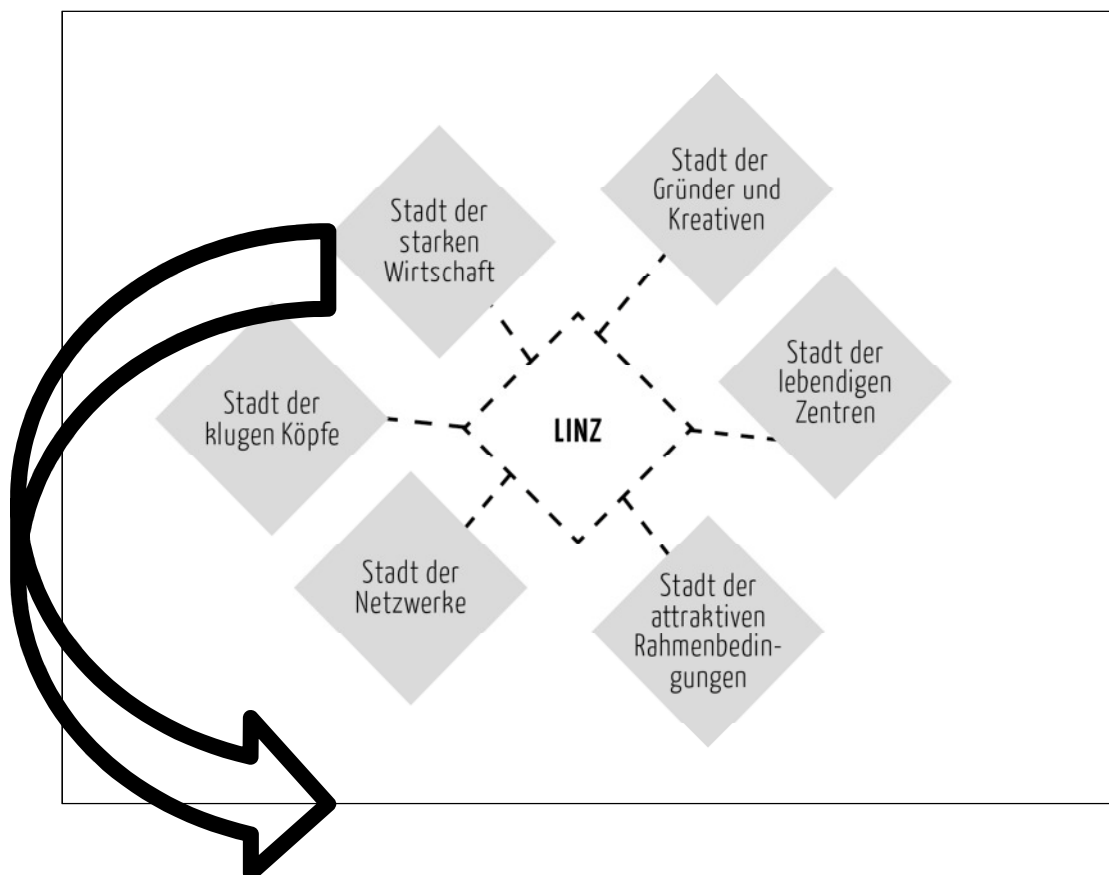 Stadt der
Gründer und
Kreativen
Stadt der
starken
Wirtschaft
Stadt der
lebendigen
Zentren
Stadt der
klugen Köpfe
LINZ
Stadt der
Netzwerke
Stadt der
attraktiven
Rahmenbedin-
gungen